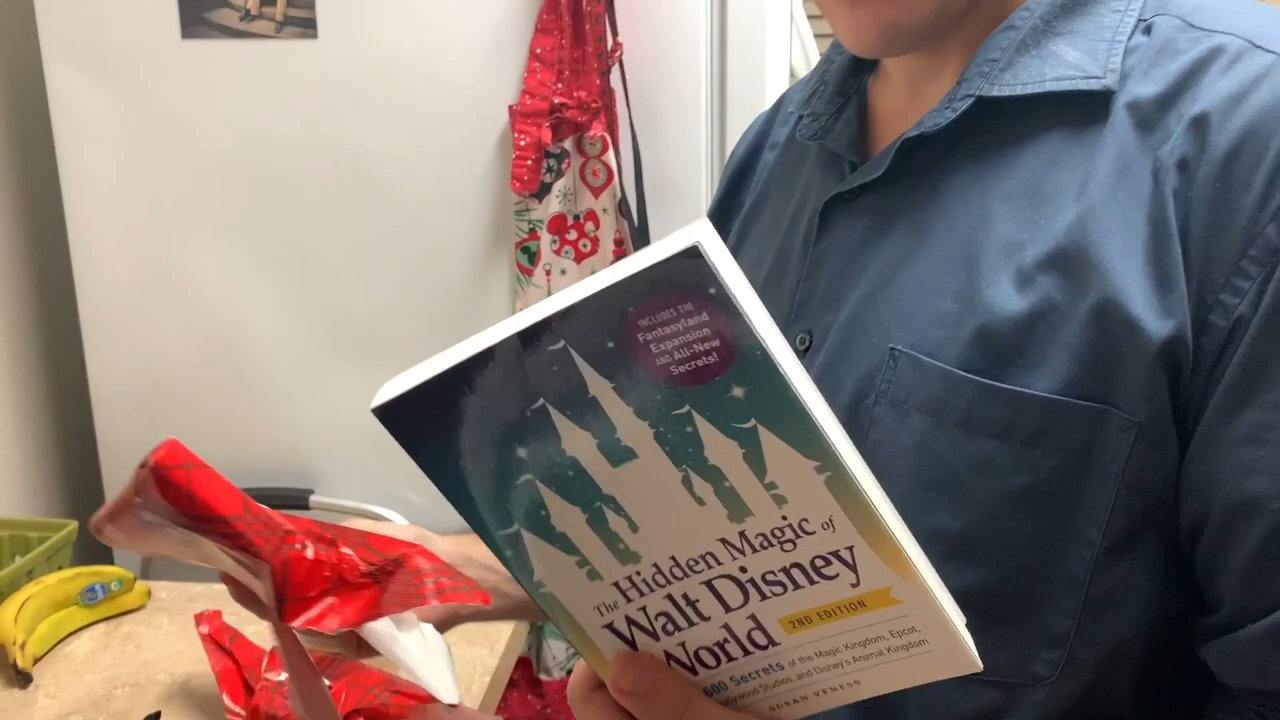 INCLUDES THE
Fantasyland
Expansion
AND All-New
Secrets!
The Hidden Magic of
Walt Disney
World
2ND EDITION
600 Secrets of the Magic Kingdom, Epcot,
Studios, and Disney's Animal Kingdom
SUSAN VENESS